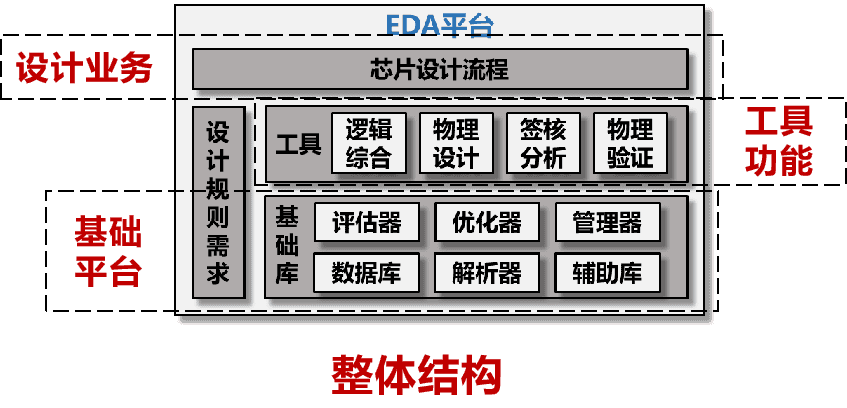 EDA平台
设计业务
芯片设计流程
设计规则需求
工具
逻辑
综合
物理
设计
签核
分析
物理
验证
工具
功能
基础
平台
基础库
评估器
优化器
管理器
数据库
解析器
辅助库
整体结构